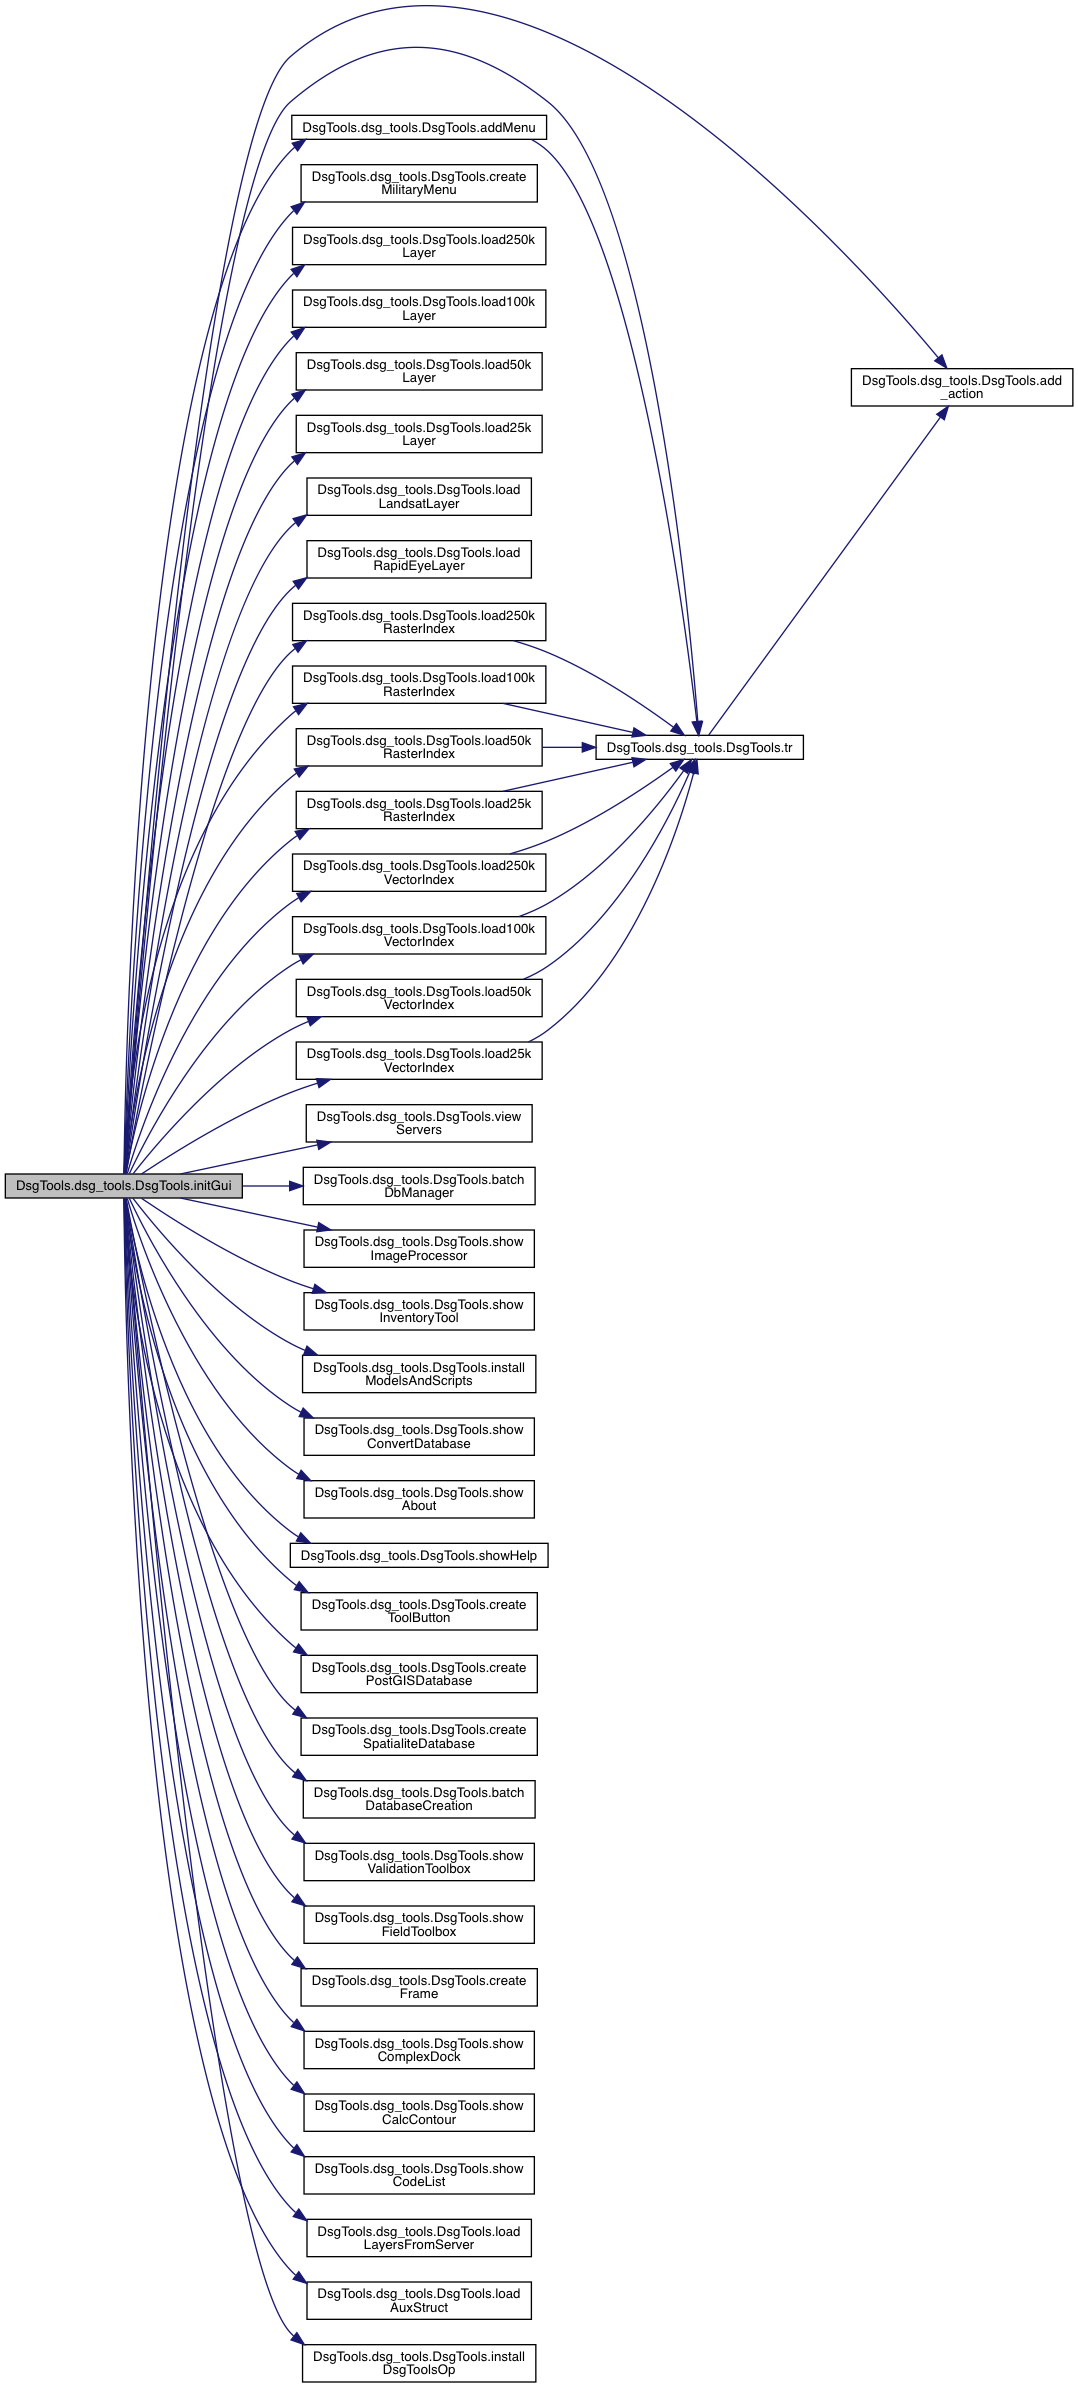 DsgTools.dsg_tools.DsgTools.addMenu
DsgTools.dsg_tools.DsgTools.create
MilitaryMenu
DsgTools.dsg_tools.DsgTools.load250k
Layer
DsgTools.dsg_tools.DsgTools.load100k
Layer
DsgTools.dsg_tools.DsgTools.load50k
Layer
DsgTools.dsg_tools.DsgTools.add
_action
DsgTools.dsg_tools.DsgTools.load25k
Layer
DsgTools.dsg_tools.DsgTools.load
LandsatLayer
DsgTools.dsg_tools.DsgTools.load
RapidEyeLayer
DsgTools.dsg_tools.DsgTools.load250k
RasterIndex
DsgTools.dsg_tools.DsgTools.load100k
RasterIndex
DsgTools.dsg_tools.DsgTools.load50k
RasterIndex
DsgTools.dsg_tools.DsgTools.tr
DsgTools.dsg_tools.DsgTools.load25k
RasterIndex
DsgTools.dsg_tools.DsgTools.load250k
VectorIndex
DsgTools.dsg_tools.DsgTools.load100k
VectorIndex
DsgTools.dsg_tools.DsgTools.load50k
VectorIndex
DsgTools.dsg_tools.DsgTools.load25k
VectorIndex
DsgTools.dsg_tools.DsgTools.view
Servers
DsgTools.dsg_tools.DsgTools.initGui
DsgTools.dsg_tools.DsgTools.batch
DbManager
DsgTools.dsg_tools.DsgTools.show
ImageProcessor
DsgTools.dsg_tools.DsgTools.show
InventoryTool
DsgTools.dsg_tools.DsgTools.install
ModelsAndScripts
DsgTools.dsg_tools.DsgTools.show
ConvertDatabase
DsgTools.dsg_tools.DsgTools.show
About
DsgTools.dsg_tools.DsgTools.showHelp
DsgTools.dsg_tools.DsgTools.create
ToolButton
DsgTools.dsg_tools.DsgTools.create
PostGISDatabase
DsgTools.dsg_tools.DsgTools.create
SpatialiteDatabase
DsgTools.dsg_tools.DsgTools.batch
DatabaseCreation
DsgTools.dsg_tools.DsgTools.show
ValidationToolbox
DsgTools.dsg_tools.DsgTools.show
FieldToolbox
DsgTools.dsg_tools.DsgTools.create
Frame
DsgTools.dsg_tools.DsgTools.show
ComplexDock
DsgTools.dsg_tools.DsgTools.show
CalcContour
DsgTools.dsg_tools.DsgTools.show
CodeList
DsgTools.dsg_tools.DsgTools.load
LayersFromServer
DsgTools.dsg_tools.DsgTools.load
AuxStruct
DsgTools.dsg_tools.DsgTools.install
DsgToolsOp